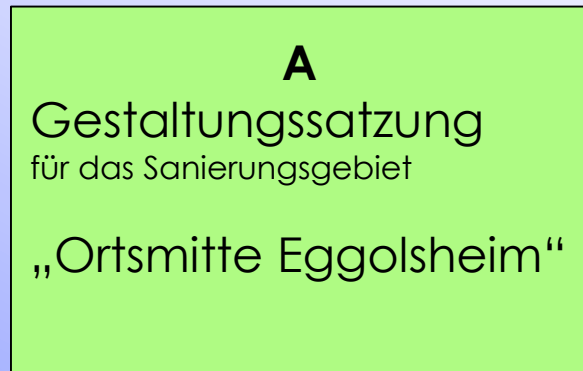 A
Gestaltungssatzung
für das Sanierungsgebiet
„Ortsmitte Eggolsheim“